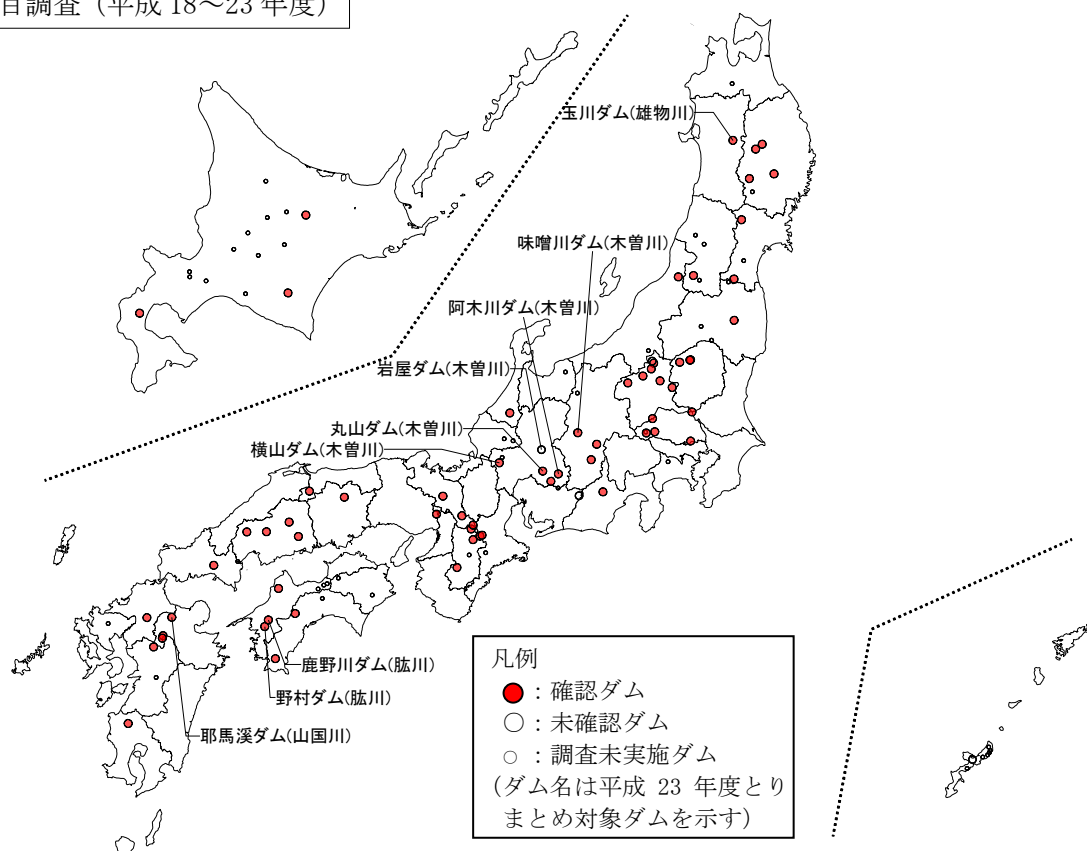 目調査（平成 18～23 年度）
玉川ダム(雄物川)
味噌川ダム(木曽川)
阿木川ダム(木曽川)
岩屋ダム(木曽川)
丸山ダム(木曽川)
横山ダム(木曽川)
鹿野川ダム(肱川)
野村ダム(肱川)
耶馬溪ダム(山国川)
凡例
：確認ダム
：未確認ダム
：調査未実施ダム
(ダム名は平成 23 年度とり
まとめ対象ダムを示す)